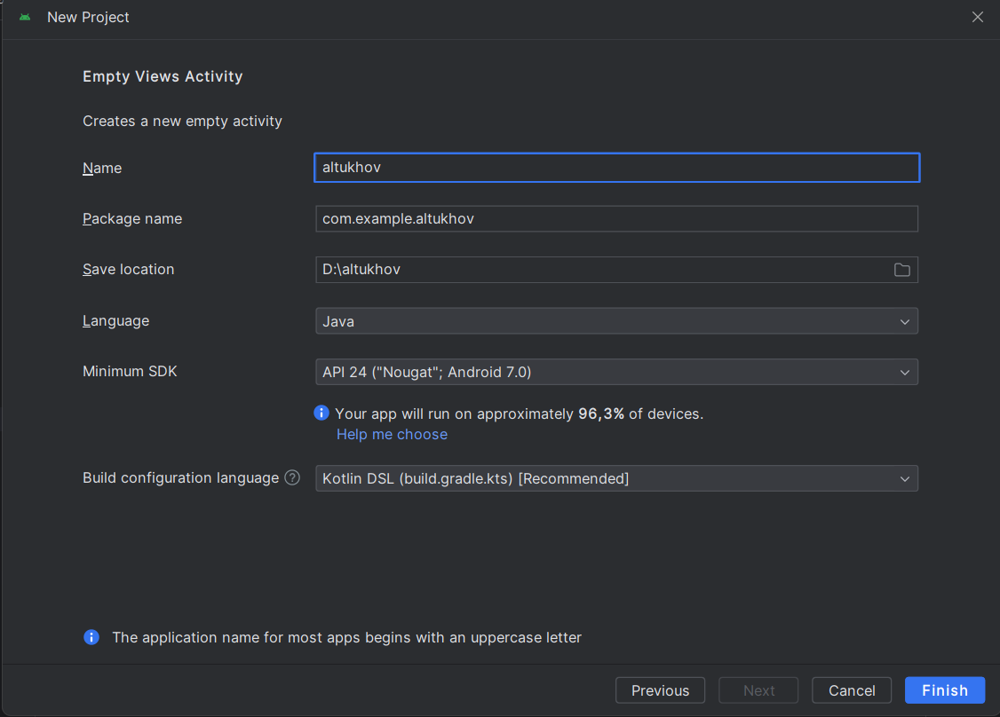 New Project
Empty Views Activity
Creates a new empty activity
Name altukhov
Package name com.example.altukhov
Save location D:\altukhov
Language Java
Minimum SDK API 24 ("Nougat"; Android 7.0)
Your app will run on approximately 96,3% of devices.
Help me choose
Build configuration language ? Kotlin DSL (build.gradle.kts) [Recommended]
The application name for most apps begins with an uppercase letter
Previous Next Cancel Finish